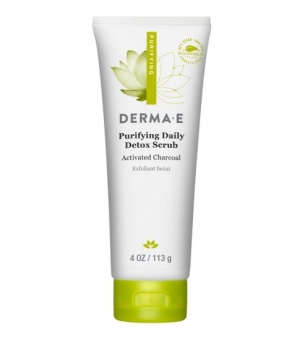 PURIFYING
DERMA·E
Purifying Daily
Detox Scrub
Activated Charcoal
Exfoliant facial
4 OZ / 113 g